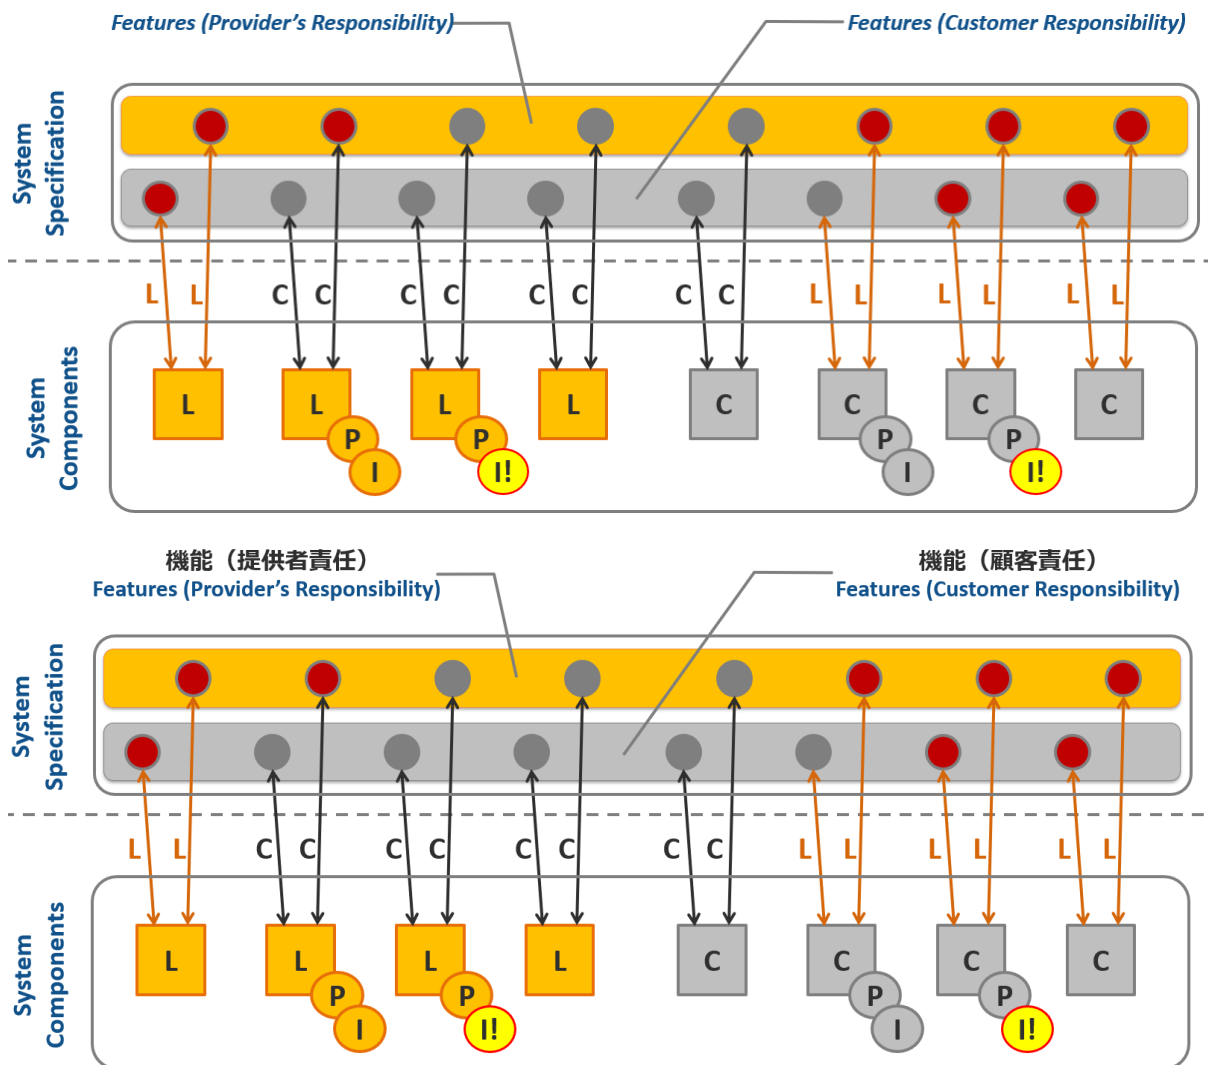 Features (Provider’s Responsibility)
Features (Customer Responsibility)
System
Specification
L L C C C C C C C C L L L L L L
System
Components
L L L L C C C C
P P P P
I I! I I!
機能（提供者責任）
機能（顧客責任）
Features (Provider’s Responsibility)
Features (Customer Responsibility)
System
Specification
L L C C C C C C C C L L L L L L
System
Components
L L L L C C C C
P P P P
I I! I I!